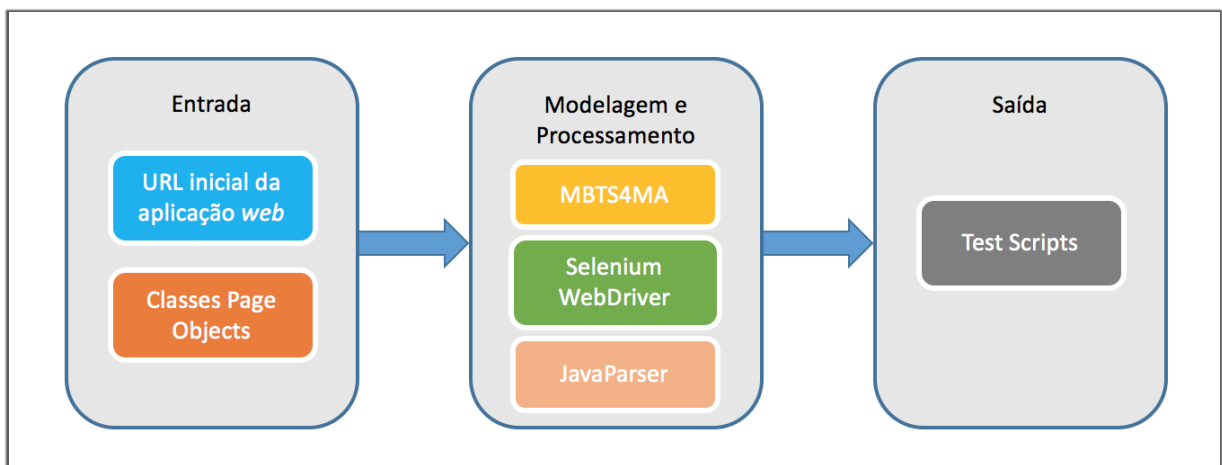 Entrada
URL inicial da
aplicação web
Classes Page
Objects
Modelagem e
Processamento
MBTS4MA
Selenium
WebDriver
JavaParser
Saída
Test Scripts